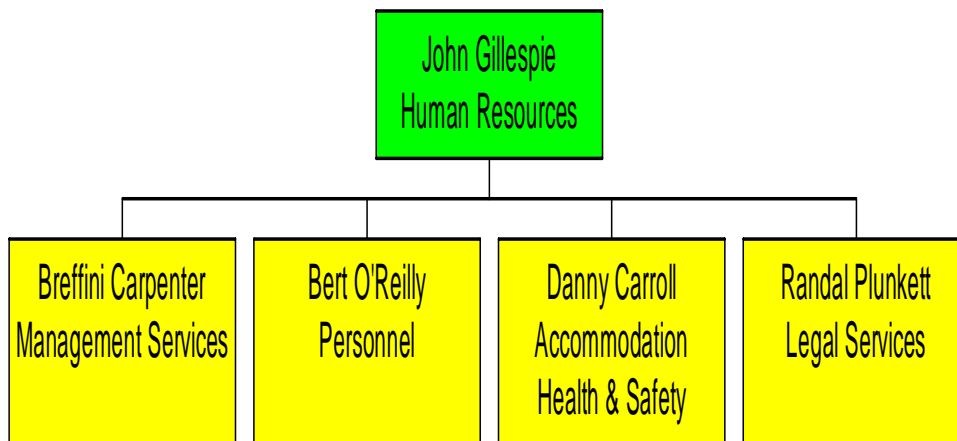 John Gillespie
Human Resources
Breffini Carpenter
Management Services
Bert O'Reilly
Personnel
Danny Carroll
Accommodation
Health & Safety
Randal Plunkett
Legal Services